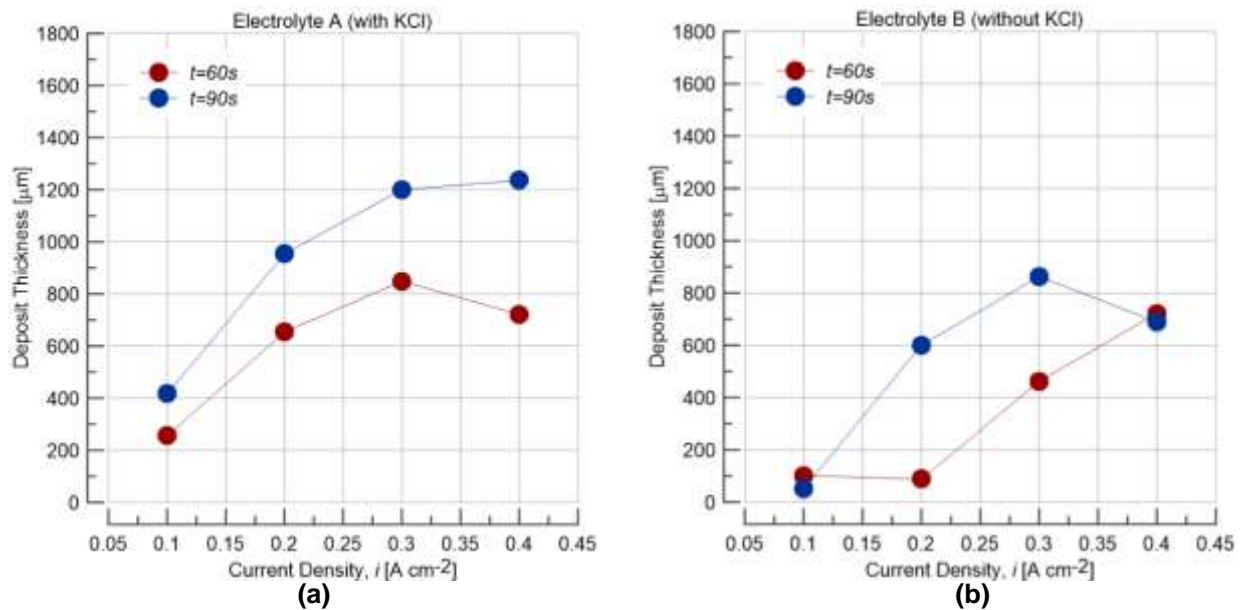 Electrolyte A (with KCl)
1800
1600
1400
1200
1000
800
600
400
200
0
Deposit Thickness [μm]
t=60s
t=90s
0.05 0.1 0.15 0.2 0.25 0.3 0.35 0.4 0.45
Current Density, i [A cm⁻²]
(a)
Electrolyte B (without KCl)
1800
1600
1400
1200
1000
800
600
400
200
0
Deposit Thickness [μm]
t=60s
t=90s
0.05 0.1 0.15 0.2 0.25 0.3 0.35 0.4 0.45
Current Density, i [A cm⁻²]
(b)